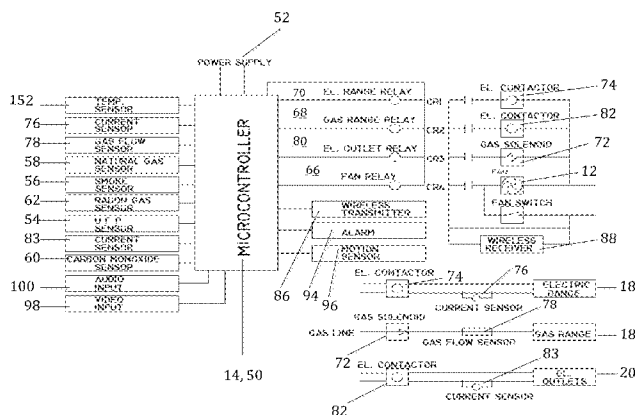 52
POWER SUPPLY
152
TEMP. SENSOR
76
CURRENT SENSOR
78
GAS FLOW SENSOR
58
NATURAL GAS SENSOR
56
SMOKE SENSOR
62
RADON GAS SENSOR
54
U.F.P. SENSOR
83
CURRENT SENSOR
60
CARBON MONOXIDE SENSOR
100
AUDIO INPUT
98
VIDEO INPUT
MICROCONTROLLER
14, 50
70
EL. RANGE RELAY
CR1
68
GAS RANGE RELAY
CR2
80
EL. OUTLET RELAY
CR3
66
FAN RELAY
CR4
WIRELESS TRANSMITTER
ALARM
MOTION SENSOR
86
94
96
EL. CONTACTOR
74
EL. CONTACTOR
82
GAS SOLENOID
72
FAN
12
FAN SWITCH
WIRELESS RECEIVER
88
EL. CONTACTOR
74
76
CURRENT SENSOR
ELECTRIC RANGE
18
GAS SOLENOID
78
GAS LINE
GAS FLOW SENSOR
GAS RANGE
18
72
EL. CONTACTOR
83
CURRENT SENSOR
EL. OUTLETS
20
82